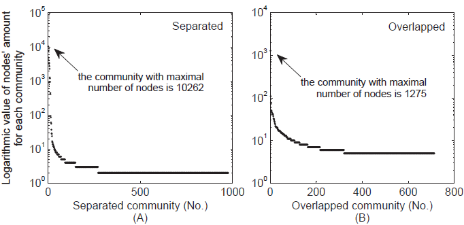 Logarithmic value of nodes' amount
for each community
10^5
10^4
10^3
10^2
10^1
10^0
Separated
the community with maximal
number of nodes is 10262
0 500 1000
Separated community (No.)
(A)
10^4
10^3
10^2
10^1
10^0
Overlapped
the community with maximal
number of nodes is 1275
0 200 400 600 800
Overlapped community (No.)
(B)